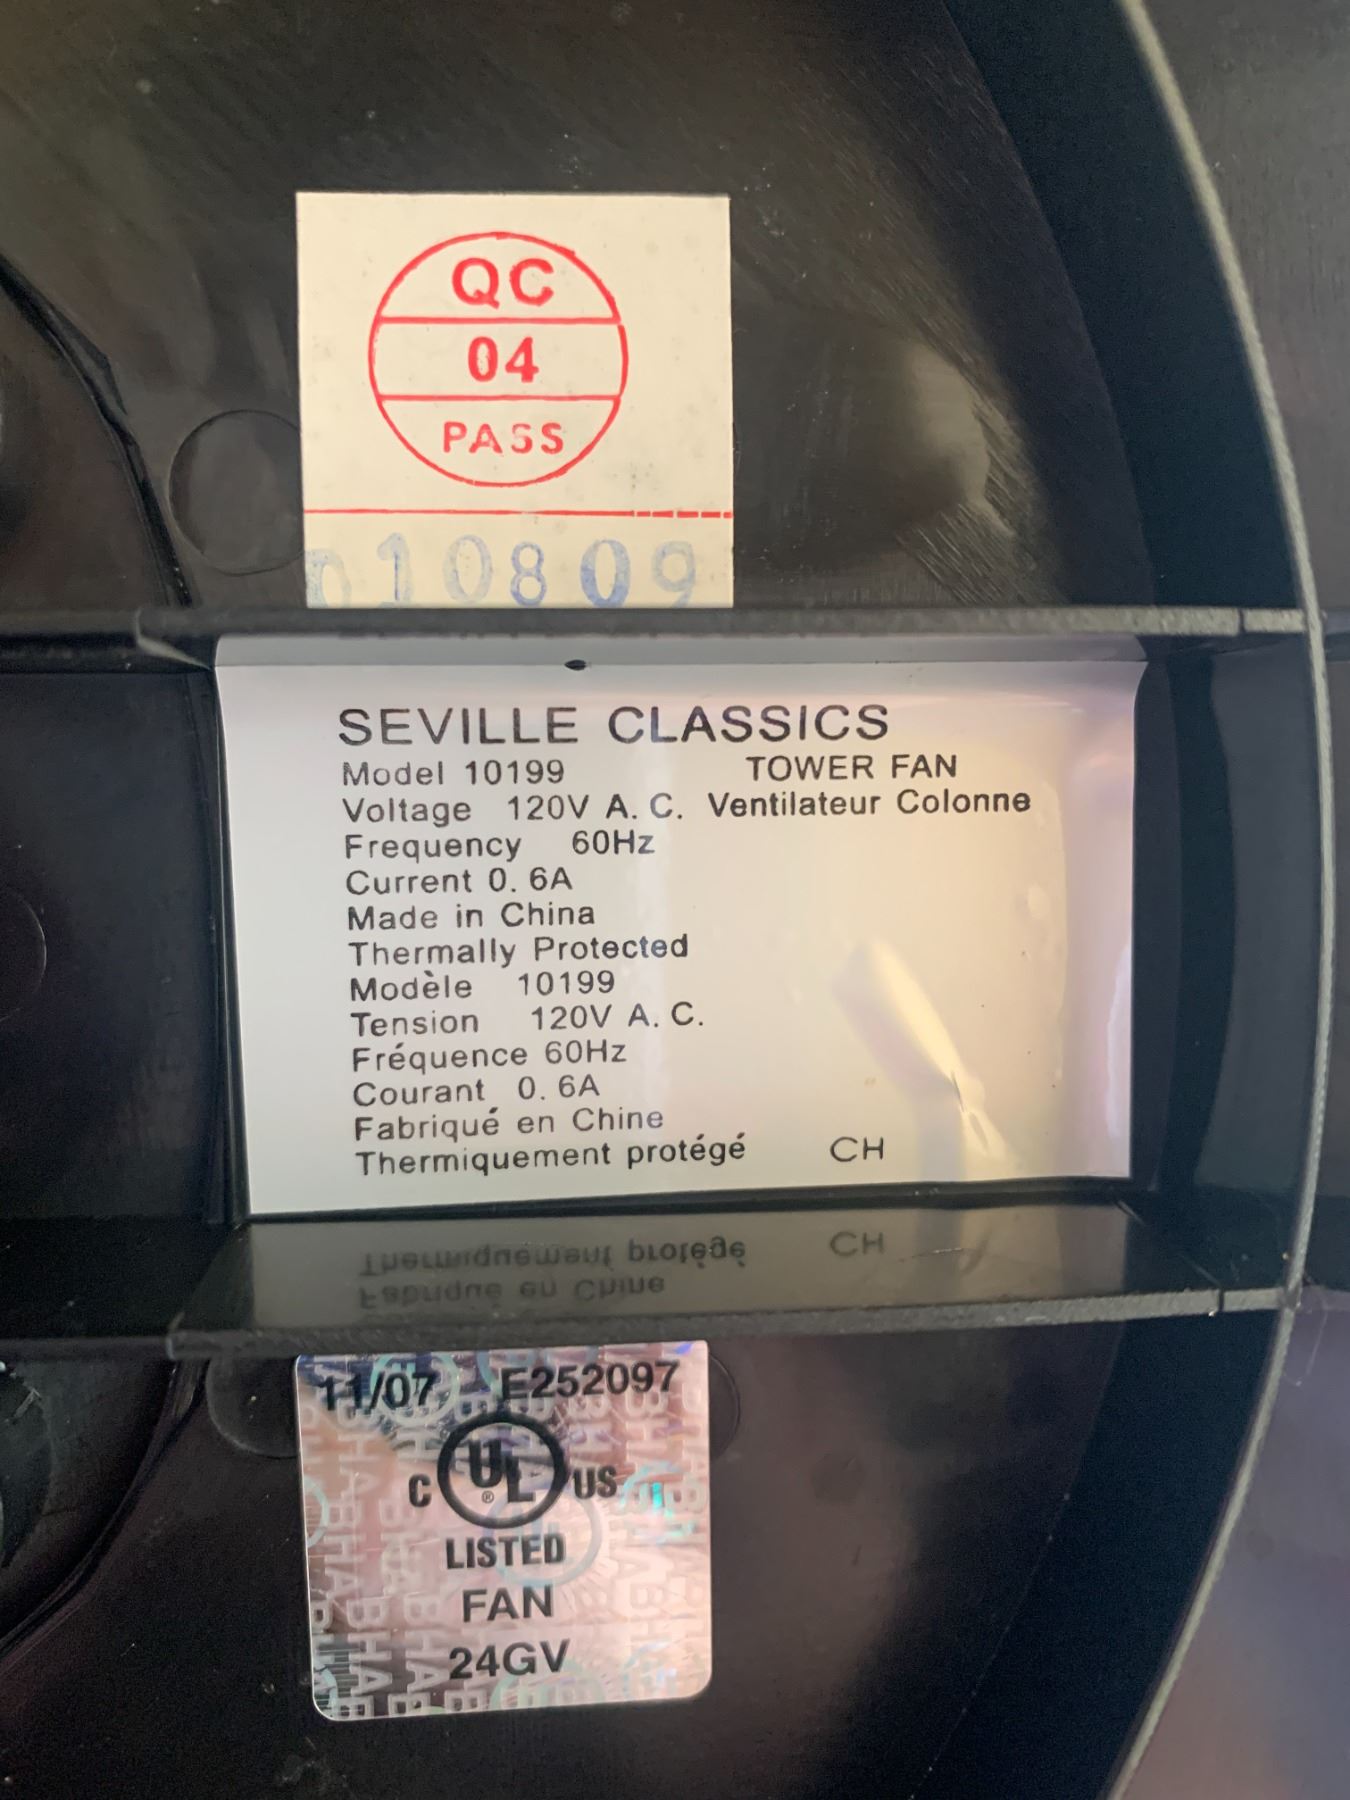 QC
04
PASS
010809
SEVILLE CLASSICS
Model 10199 TOWER FAN
Voltage 120V A. C. Ventilateur Colonne
Frequency 60Hz
Current 0. 6A
Made in China
Thermally Protected
Modèle 10199
Tension 120V A. C.
Fréquence 60Hz
Courant 0. 6A
Fabriqué en Chine
Thermiquement protégé CH
11/07 E252097
C UL® US
LISTED
FAN
24GV